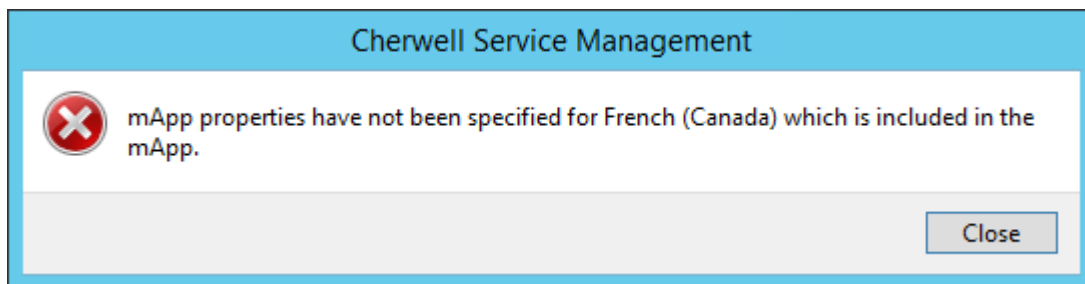 Cherwell Service Management
mApp properties have not been specified for French (Canada) which is included in the
mApp.
Close